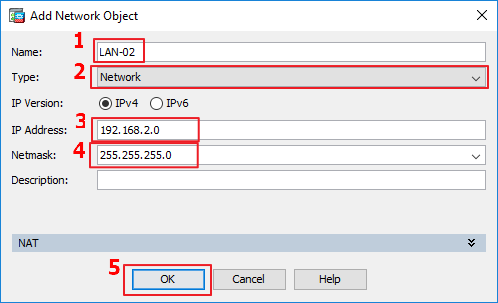 Add Network Object
1
Name: LAN-02
2
Type: Network
IP Version: IPv4 IPv6
3
IP Address: 192.168.2.0
4
Netmask: 255.255.255.0
Description:
NAT
5
OK Cancel Help